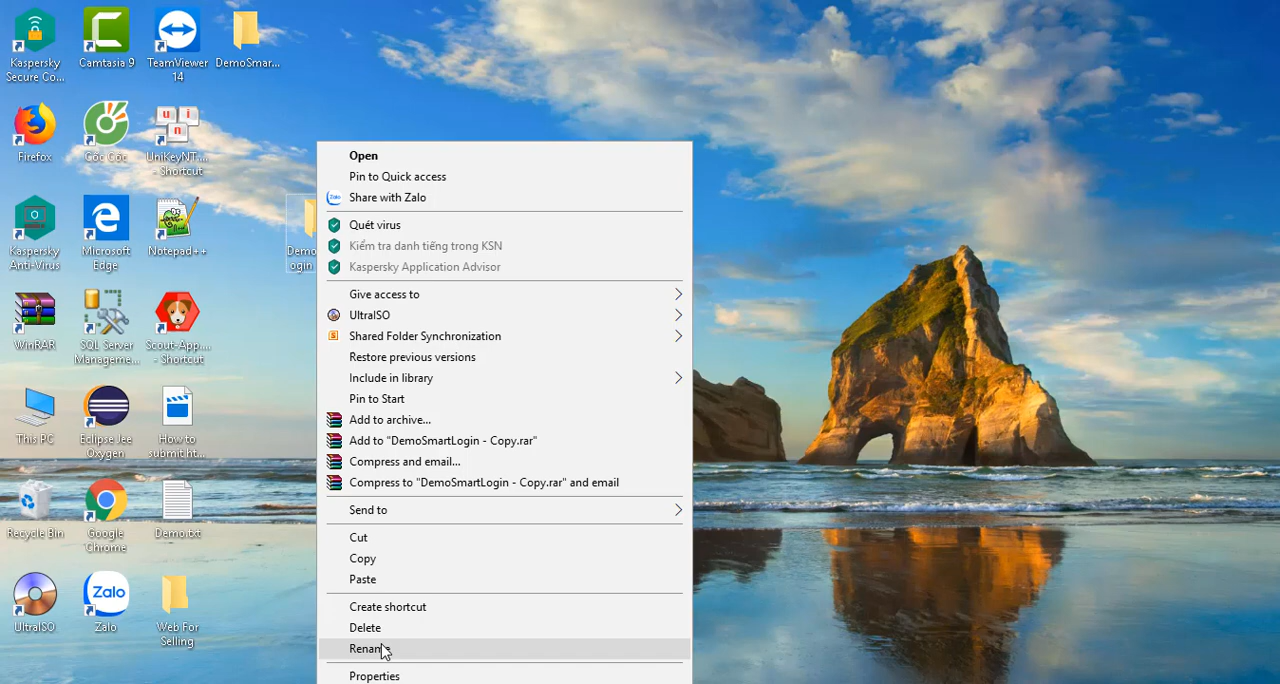 Kaspersky
Secure Co...
Camtasia 9
TeamViewer
14
DemoSmar...
Firefox
Cốc Cốc
u i
n
UniKeyNT....
- Shortcut
Kaspersky
Anti-Virus
Microsoft
Edge
Notepad++
Demo
ogin
WinRAR
SQL Server
Manageme...
Scout-App....
- Shortcut
This PC
Eclipse Jee
Oxygen
How to
submit.ht...
Recycle Bin
Google
Chrome
Demo.txt
UltraISO
Zalo
Zalo
Web For
Selling
Open
Pin to Quick access
Zalo
Share with Zalo
Quét virus
Kiểm tra danh tiếng trong KSN
Kaspersky Application Advisor
Give access to
UltraISO
S
Shared Folder Synchronization
Restore previous versions
Include in library
Pin to Start
Add to archive...
Add to "DemoSmartLogin - Copy.rar"
Compress and email...
Compress to "DemoSmartLogin - Copy.rar" and email
Send to
Cut
Copy
Paste
Create shortcut
Delete
Rename
Properties